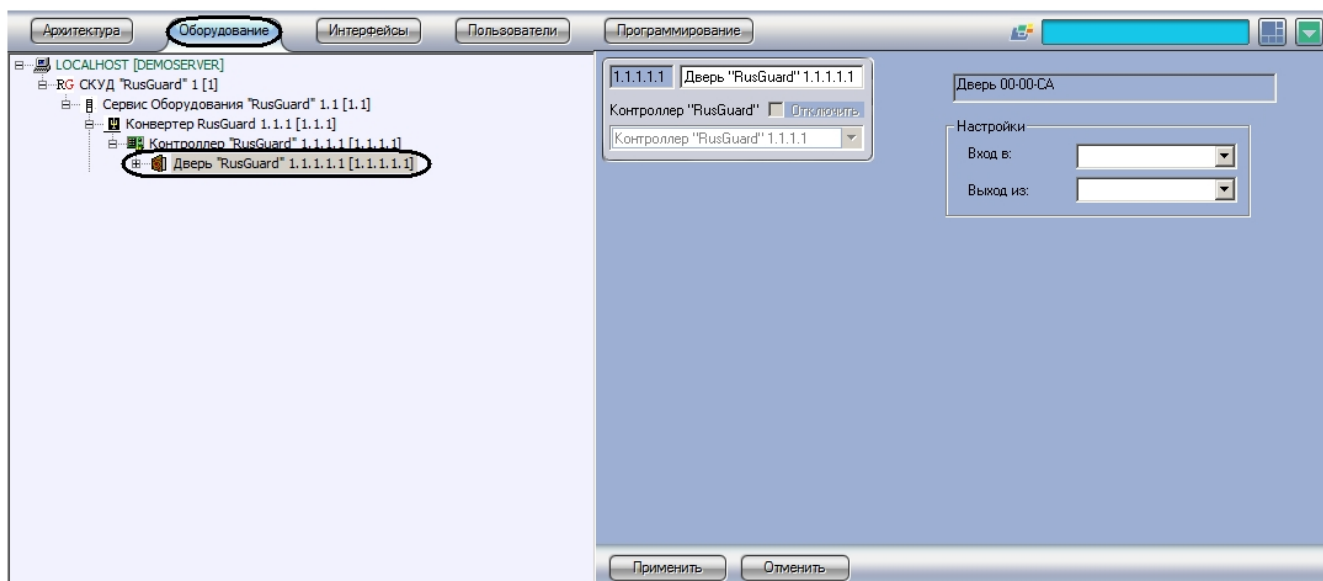 Архитектура Оборудование Интерфейсы Пользователи Программирование
LOCALHOST [DEMOSERVER]
RG СКУД "RusGuard" 1 [1]
Сервис Оборудования "RusGuard" 1.1 [1.1]
Конвертер RusGuard 1.1.1 [1.1.1]
Контроллер "RusGuard" 1.1.1.1 [1.1.1.1]
Дверь "RusGuard" 1.1.1.1.1 [1.1.1.1.1]
1.1.1.1.1 Дверь "RusGuard" 1.1.1.1.1
Контроллер "RusGuard" Отключить
Контроллер "RusGuard" 1.1.1.1
Дверь 00-00-CA
Настройки
Вход в:
Выход из:
Применить Отменить